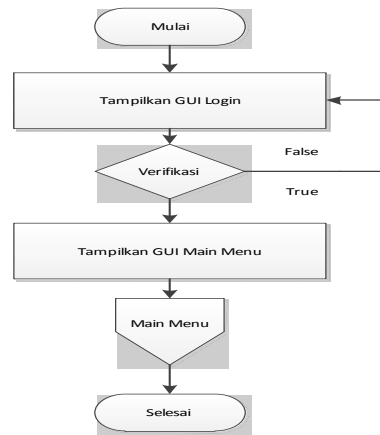 Mulai
Tampilkan GUI Login
False
Verifikasi
True
Tampilkan GUI Main Menu
Main Menu
Selesai